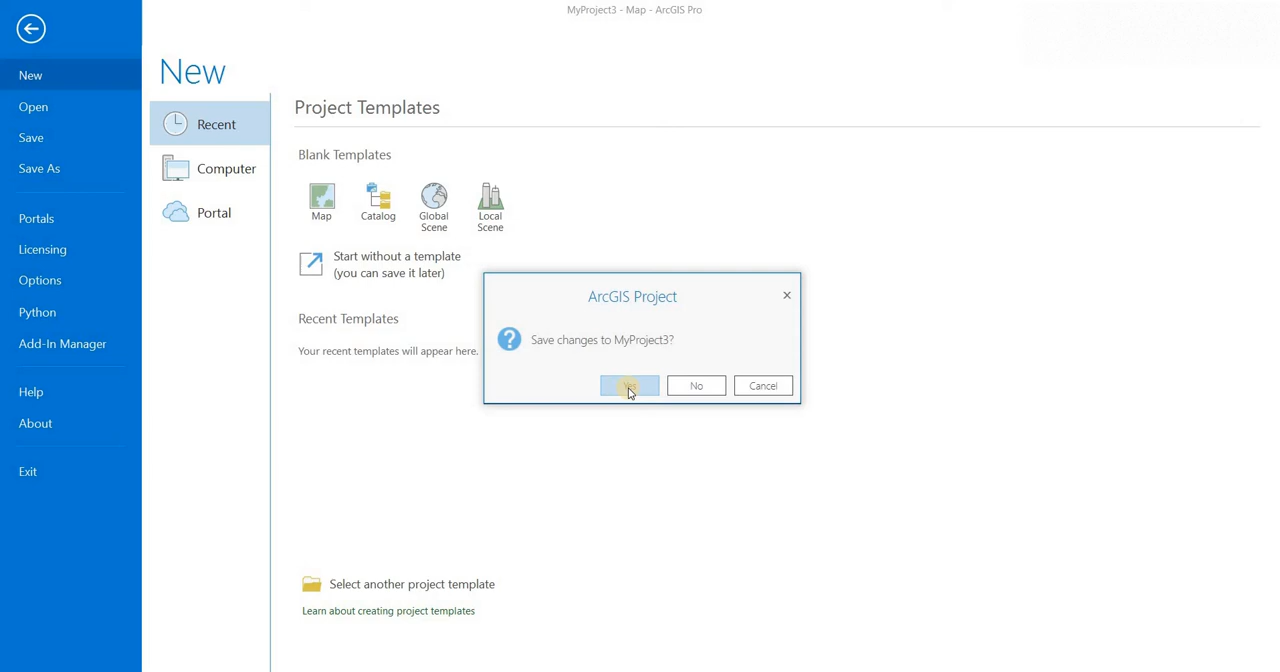 MyProject3 - Map - ArcGIS Pro
New
Open
Save
Save As
Portals
Licensing
Options
Python
Add-In Manager
Help
About
Exit
New
Recent
Computer
Portal
Project Templates
Blank Templates
Map
Catalog
Global
Scene
Local
Scene
Start without a template
(you can save it later)
Recent Templates
Your recent templates will appear here.
ArcGIS Project
Save changes to MyProject3?
Yes
No
Cancel
Select another project template
Learn about creating project templates